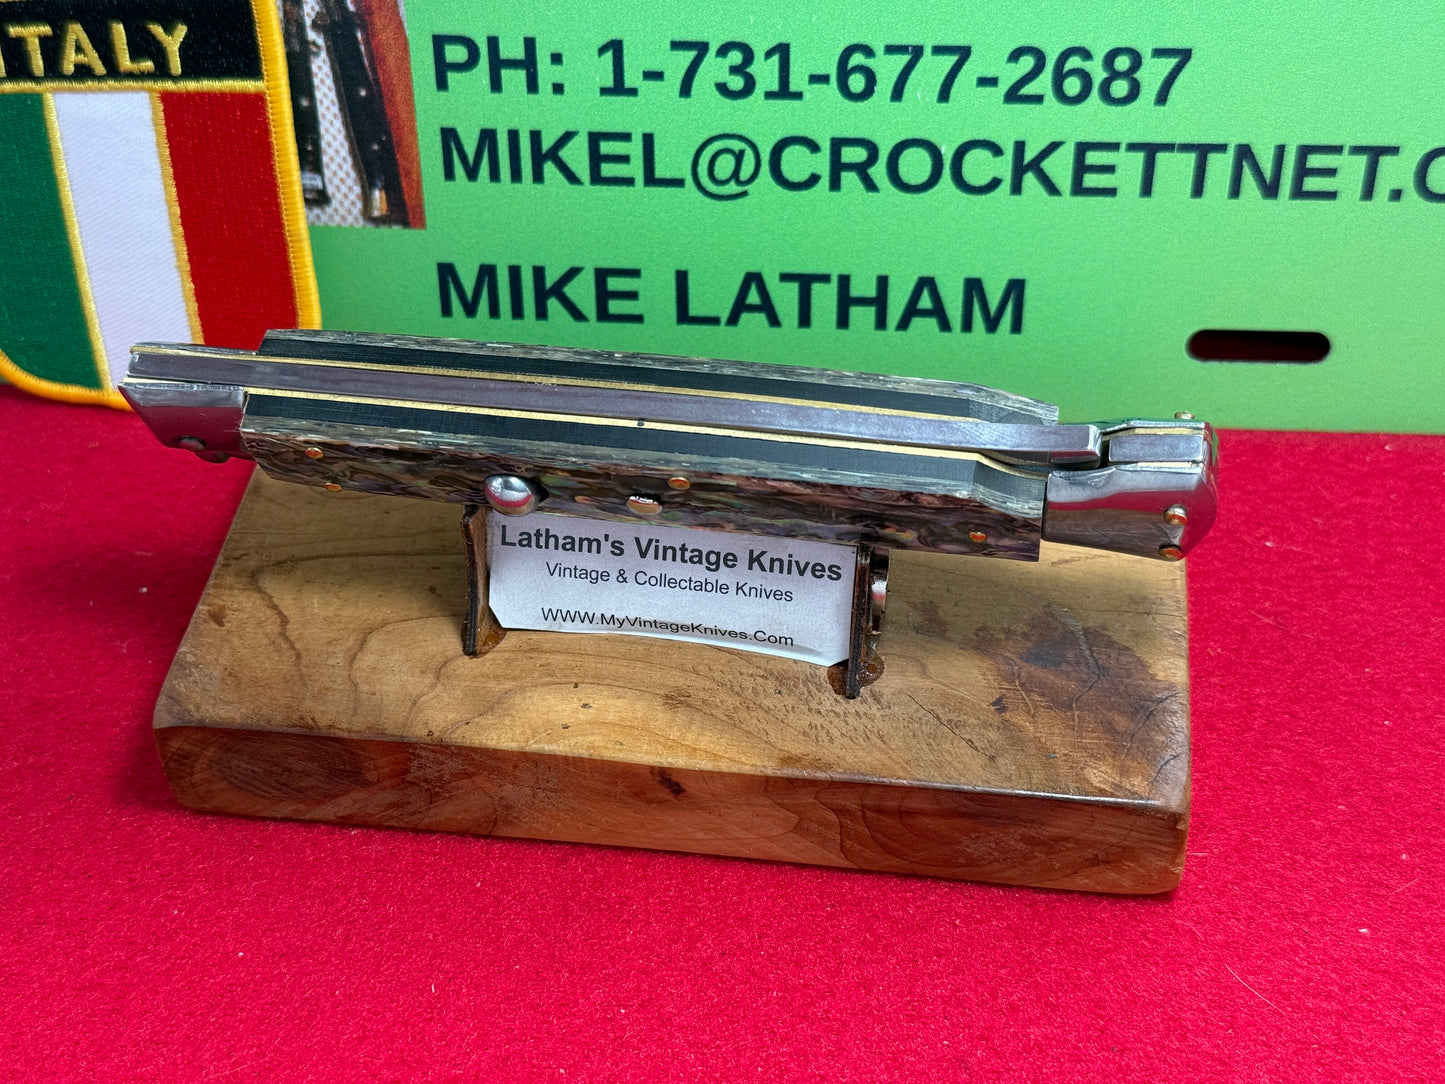 ITALY
PH: 1-731-677-2687
MIKEL@CROCKETTNET.C
MIKE LATHAM
Latham's Vintage Knives
Vintage & Collectable Knives
WWW.MyVintageKnives.Com